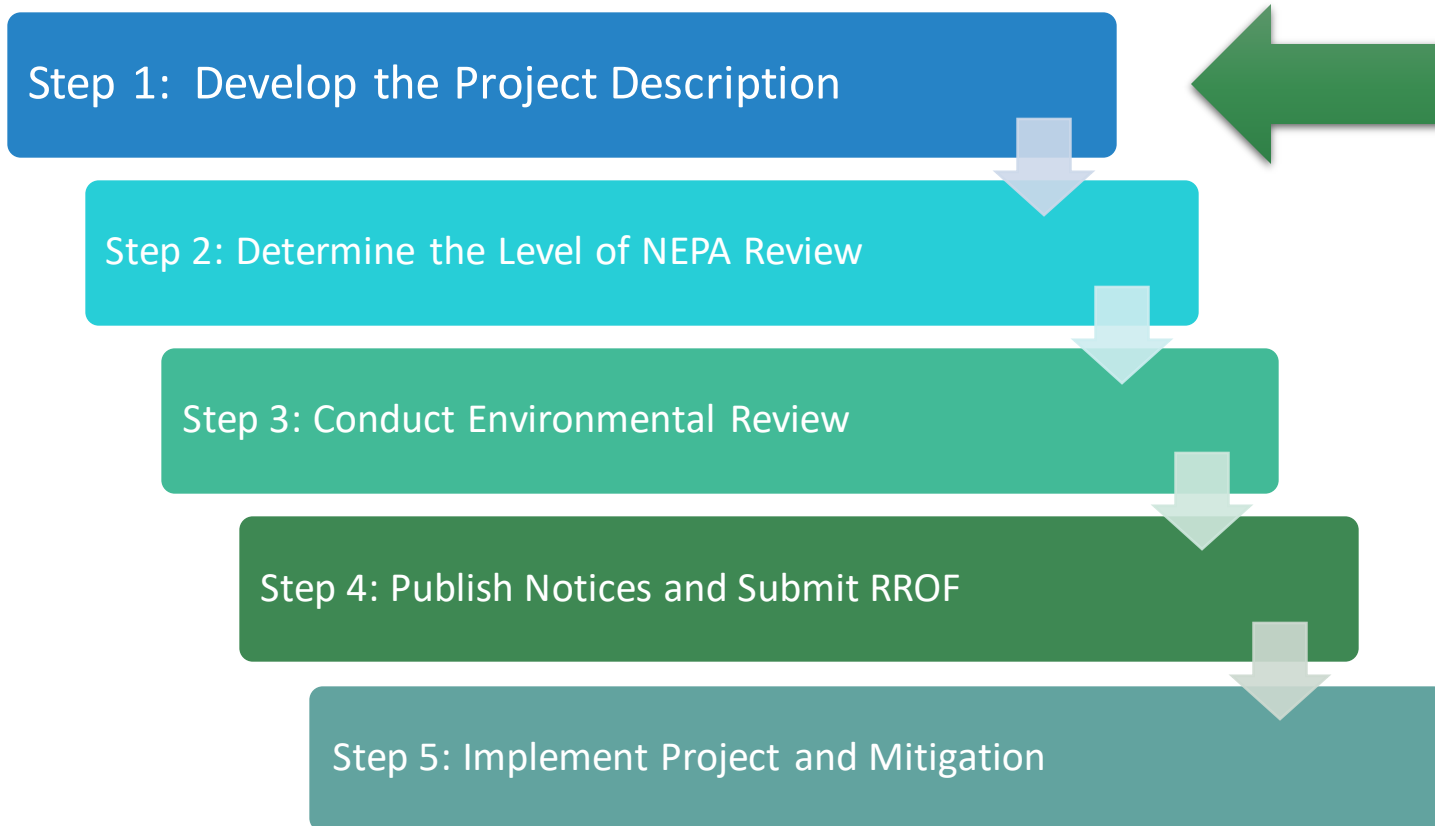 Step 1:  Develop the Project Description
Step 2: Determine the Level of NEPA Review
Step 3: Conduct Environmental Review
Step 4: Publish Notices and Submit RROF
Step 5: Implement Project and Mitigation